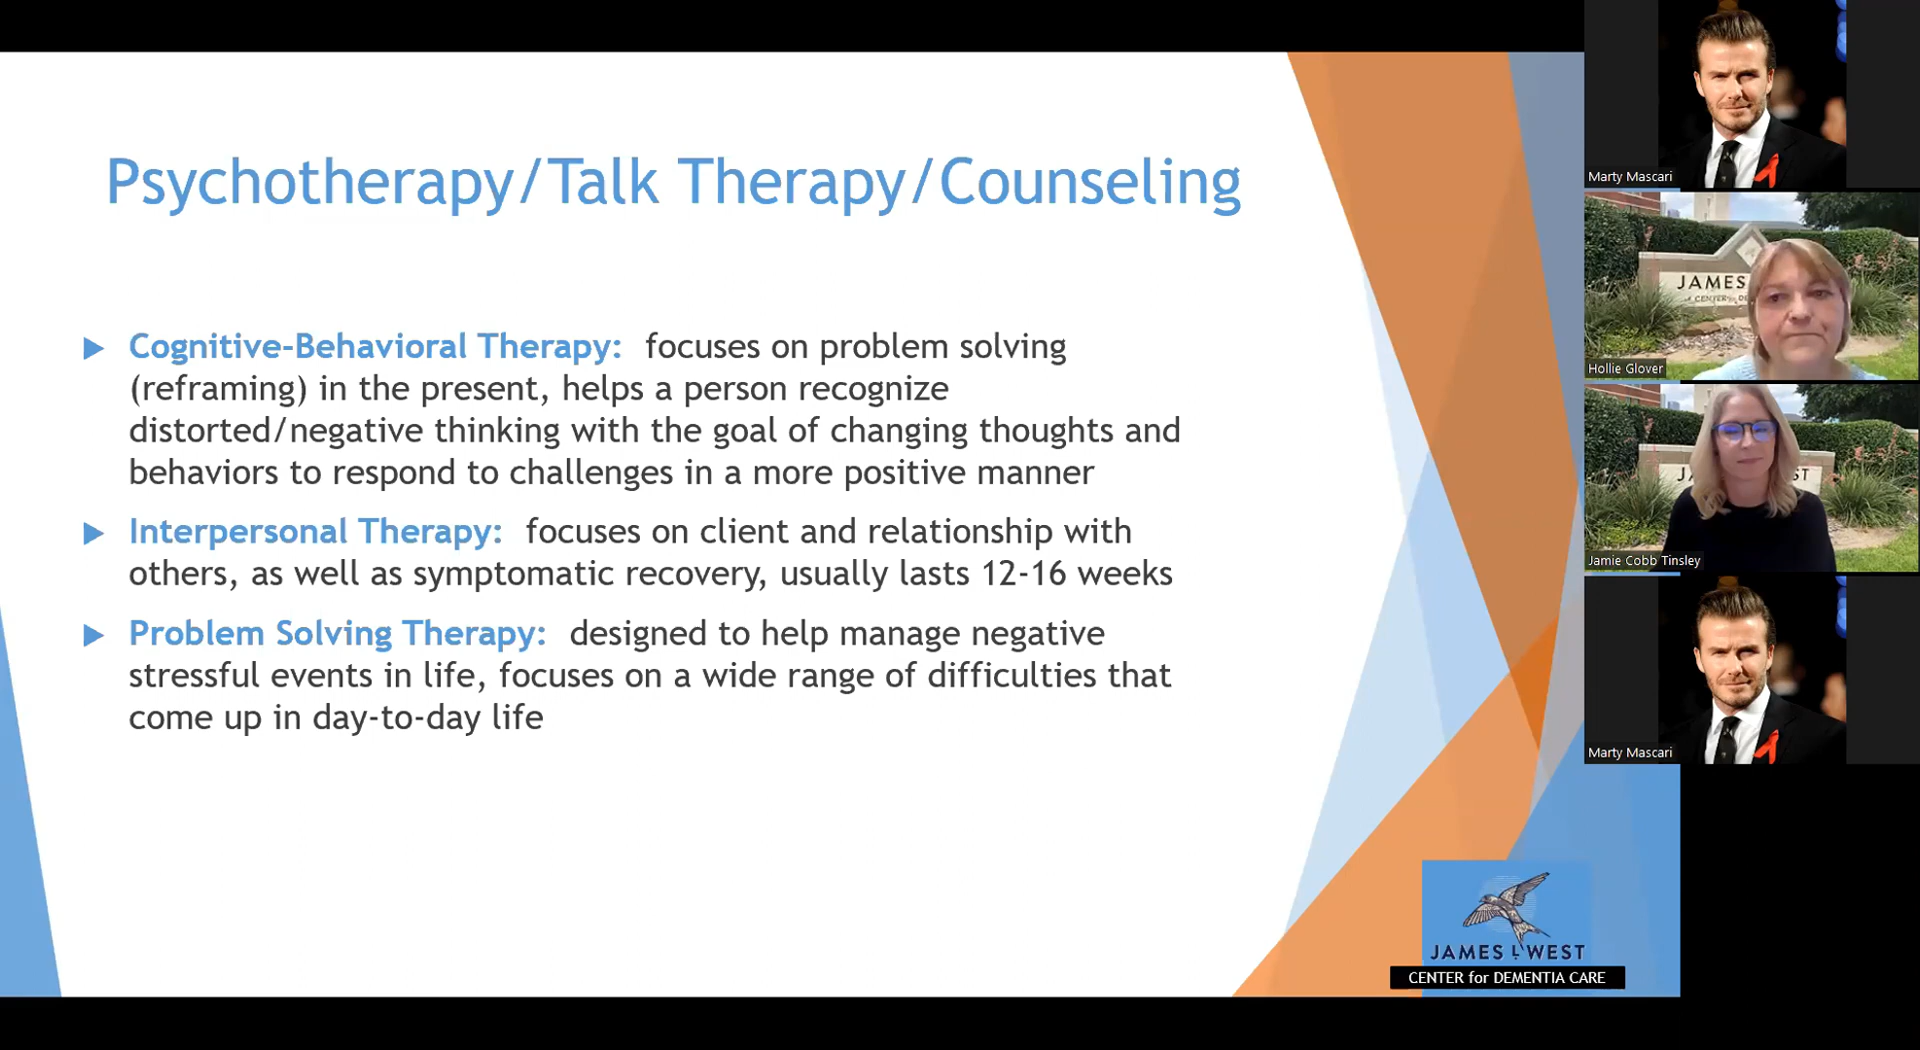 Psychotherapy/Talk Therapy/Counseling
Cognitive-Behavioral Therapy: focuses on problem solving
(reframing) in the present, helps a person recognize
distorted/negative thinking with the goal of changing thoughts and
behaviors to respond to challenges in a more positive manner
Interpersonal Therapy: focuses on client and relationship with
others, as well as symptomatic recovery, usually lasts 12-16 weeks
Problem Solving Therapy: designed to help manage negative
stressful events in life, focuses on a wide range of difficulties that
come up in day-to-day life
JAMES L WEST
CENTER for DEMENTIA CARE
Marty Mascari
JAMES
Hollie Glover
Jamie Cobb Tinsley
Marty Mascari